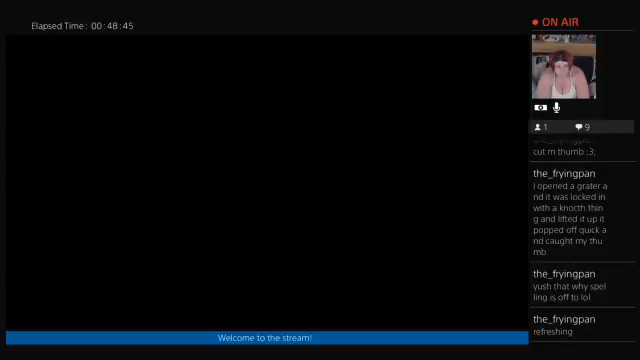 Elapsed Time : 00:48:45
ON AIR
1
9
the_fryingpan
cut m thumb ;3;
the_fryingpan
i opened a grater a
nd it was locked in
with a knocth thin
g and lifted it up it
popped off quick a
nd caught my thu
mb
the_fryingpan
yush that why spel
ling is off to lol
the_fryingpan
refreshing
Welcome to the stream!